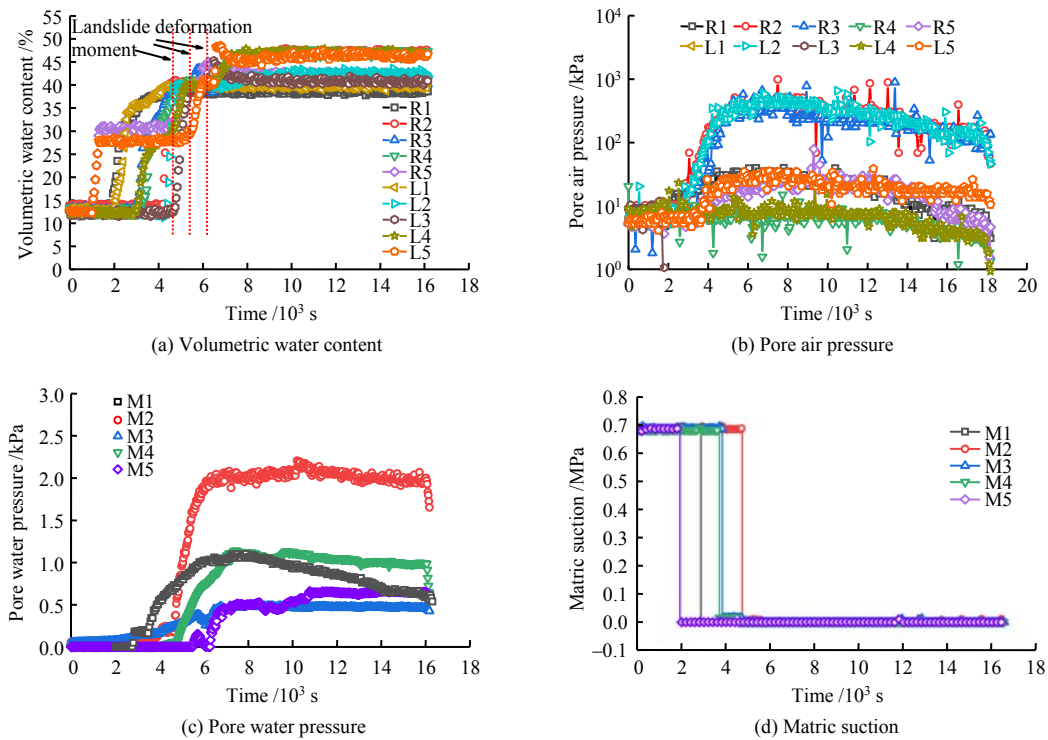 Landslide deformation
moment
Volumetric water content /%
55
50
45
40
35
30
25
20
15
10
5
0
R1
R2
R3
R4
R5
L1
L2
L3
L4
L5
0 2 4 6 8 10 12 14 16 18
Time /10³ s
(a) Volumetric water content
R1 R2 R3 R4 R5
L1 L2 L3 L4 L5
Pore air pressure /kPa
10⁴
10³
10²
10¹
10⁰
0 2 4 6 8 10 12 14 16 18 20
Time /10³ s
(b) Pore air pressure
Pore water pressure /kPa
3.0
2.5
2.0
1.5
1.0
0.5
0.0
M1
M2
M3
M4
M5
0 2 4 6 8 10 12 14 16 18
Time /10³ s
(c) Pore water pressure
Matric suction /MPa
0.8
0.7
0.6
0.5
0.4
0.3
0.2
0.1
0.0
–0.1
M1
M2
M3
M4
M5
0 2 4 6 8 10 12 14 16 18
Time /10³ s
(d) Matric suction